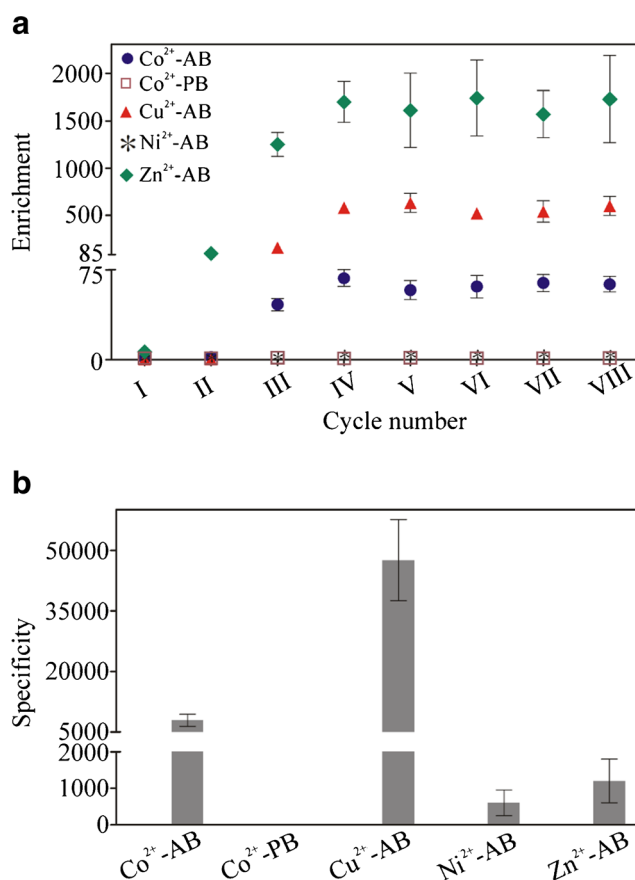 a
Enrichment
2000
1500
1000
500
85
75
0
Co²⁺-AB
Co²⁺-PB
Cu²⁺-AB
Ni²⁺-AB
Zn²⁺-AB
I II III IV V VI VII VIII
Cycle number
b
Specificity
50000
35000
20000
5000
2000
1000
0
Co²⁺-AB Co²⁺-PB Cu²⁺-AB Ni²⁺-AB Zn²⁺-AB